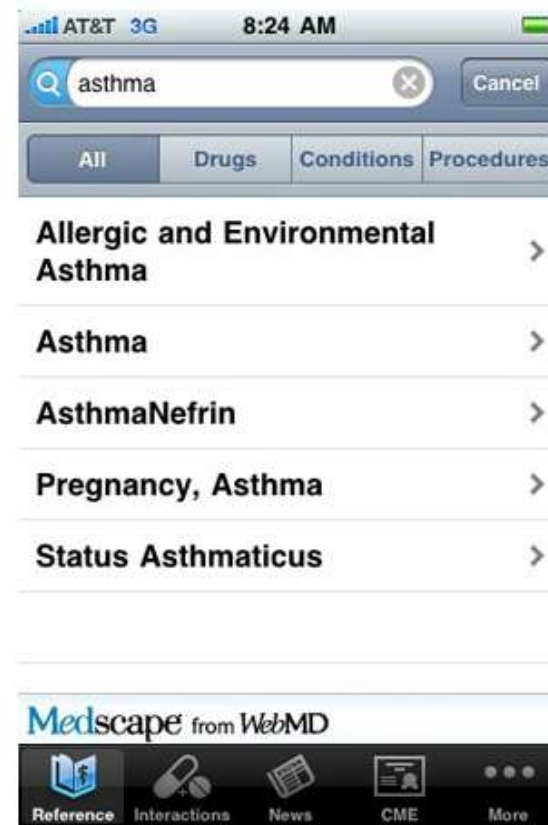 AT&T 3G 8:24 AM
asthma Cancel
All Drugs Conditions Procedures
Allergic and Environmental
Asthma
Asthma
AsthmaNefrin
Pregnancy, Asthma
Status Asthmaticus
Medscape from WebMD
Reference Interactions News CME More